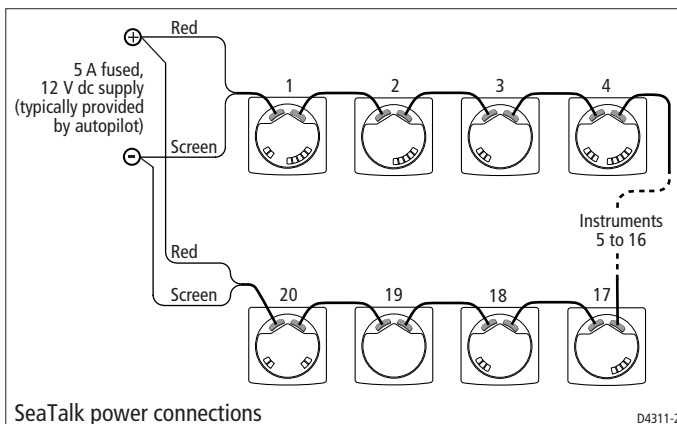 Red
5 A fused,
12 V dc supply
(typically provided
by autopilot)
1 2 3 4
Screen
Instruments
5 to 16
Red
Screen
20 19 18 17
SeaTalk power connections
D4311-2